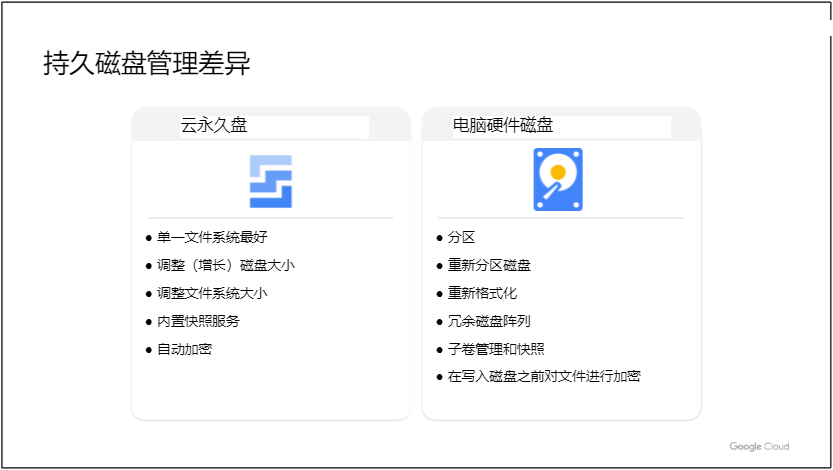 持久磁盘管理差异
云永久盘
单一文件系统最好
调整（增长）磁盘大小
调整文件系统大小
内置快照服务
自动加密
电脑硬件磁盘
分区
重新分区磁盘
重新格式化
冗余磁盘阵列
子卷管理和快照
在写入磁盘之前对文件进行加密
Google Cloud